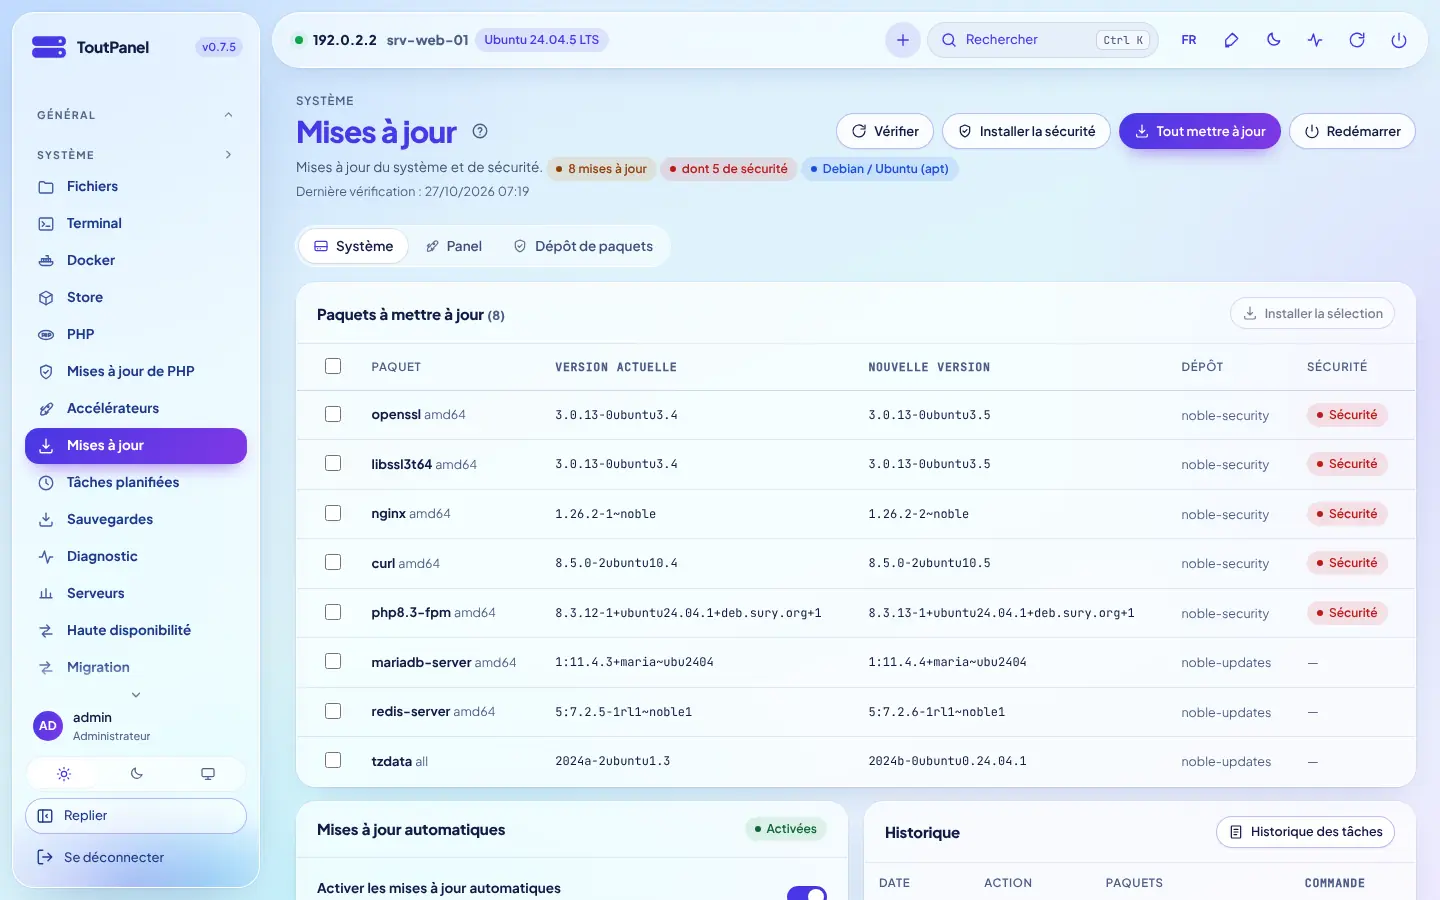 ToutPanel v0.7.5
GÉNÉRAL
SYSTÈME
Fichiers
Terminal
Docker
Store
PHP
Mises à jour de PHP
Accélérateurs
Mises à jour
Tâches planifiées
Sauvegardes
Diagnostic
Serveurs
Haute disponibilité
Migration
AD admin
Administrateur
Replier
Se déconnecter
192.0.2.2 srv-web-01 Ubuntu 24.04.5 LTS
Rechercher Ctrl K FR
SYSTÈME
Mises à jour
Vérifier Installer la sécurité Tout mettre à jour Redémarrer
Mises à jour du système et de sécurité. 8 mises à jour dont 5 de sécurité Debian / Ubuntu (apt)
Dernière vérification : 27/10/2026 07:19
Système Panel Dépôt de paquets
Paquets à mettre à jour (8) Installer la sélection
PAQUET VERSION ACTUELLE NOUVELLE VERSION DÉPÔT SÉCURITÉ
openssl amd64 3.0.13-0ubuntu3.4 3.0.13-0ubuntu3.5 noble-security Sécurité
libssl3t64 amd64 3.0.13-0ubuntu3.4 3.0.13-0ubuntu3.5 noble-security Sécurité
nginx amd64 1.26.2-1~noble 1.26.2-2~noble noble-security Sécurité
curl amd64 8.5.0-2ubuntu10.4 8.5.0-2ubuntu10.5 noble-security Sécurité
php8.3-fpm amd64 8.3.12-1+ubuntu24.04.1+deb.sury.org+1 8.3.13-1+ubuntu24.04.1+deb.sury.org+1 noble-security Sécurité
mariadb-server amd64 1:11.4.3+maria~ubu2404 1:11.4.4+maria~ubu2404 noble-updates —
redis-server amd64 5:7.2.5-1rl1~noble1 5:7.2.6-1rl1~noble1 noble-updates —
tzdata all 2024a-2ubuntu1.3 2024b-0ubuntu0.24.04.1 noble-updates —
Mises à jour automatiques Activées
Activer les mises à jour automatiques
Historique Historique des tâches
DATE ACTION PAQUETS COMMANDE